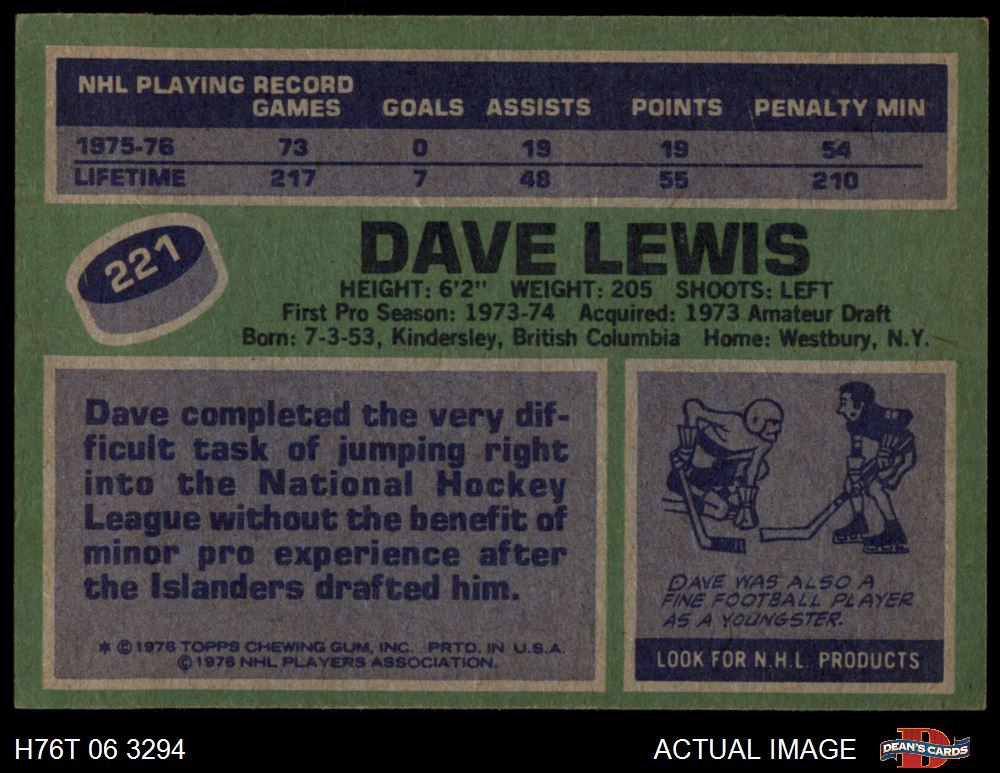 NHL PLAYING RECORD
GAMES GOALS ASSISTS POINTS PENALTY MIN
1975-76 73 0 19 19 54
LIFETIME 217 7 48 55 210
221
DAVE LEWIS
HEIGHT: 6'2" WEIGHT: 205 SHOOTS: LEFT
First Pro Season: 1973-74 Acquired: 1973 Amateur Draft
Born: 7-3-53, Kindersley, British Columbia Home: Westbury, N.Y.
Dave completed the very dif-
ficult task of jumping right
into the National Hockey
League without the benefit of
minor pro experience after
the Islanders drafted him.
* © 1976 TOPPS CHEWING GUM, INC. PRTD. IN U.S.A.
© 1976 NHL PLAYERS ASSOCIATION.
DAVE WAS ALSO A
FINE FOOTBALL PLAYER
AS A YOUNGSTER.
LOOK FOR N.H.L. PRODUCTS
H76T 06 3294
ACTUAL IMAGE
DEAN'S CARDS